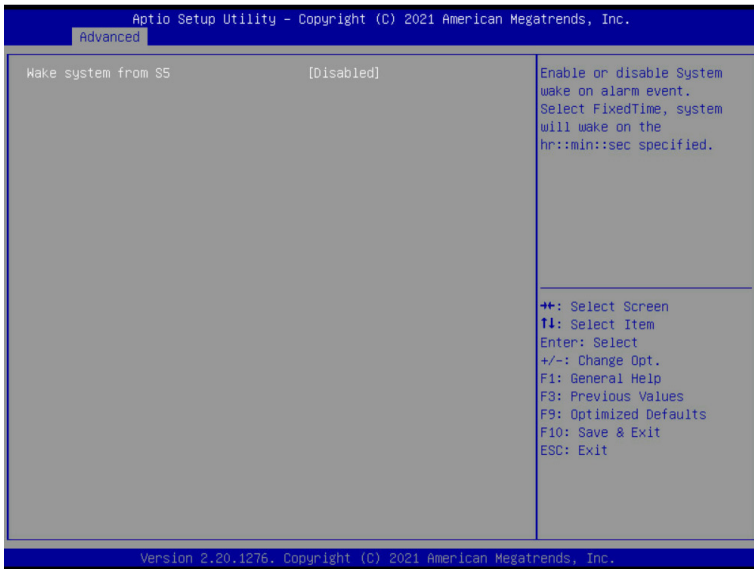 Aptio Setup Utility – Copyright (C) 2021 American Megatrends, Inc.
Advanced
Wake system from S5 [Disabled]
Enable or disable System
wake on alarm event.
Select FixedTime, system
will wake on the
hr::min::sec specified.
→←: Select Screen
↑↓: Select Item
Enter: Select
+/-: Change Opt.
F1: General Help
F3: Previous Values
F9: Optimized Defaults
F10: Save & Exit
ESC: Exit
Version 2.20.1276. Copyright (C) 2021 American Megatrends, Inc.